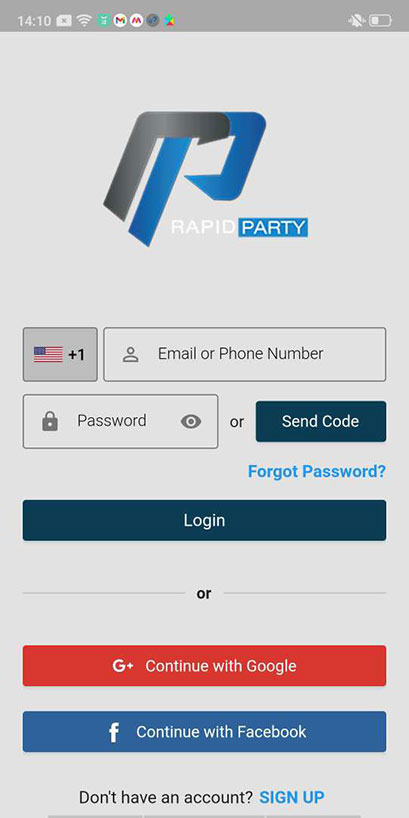 14:10
RAPID PARTY
+1 Email or Phone Number
Password or Send Code
Forgot Password?
Login
or
G+ Continue with Google
f Continue with Facebook
Don't have an account? SIGN UP